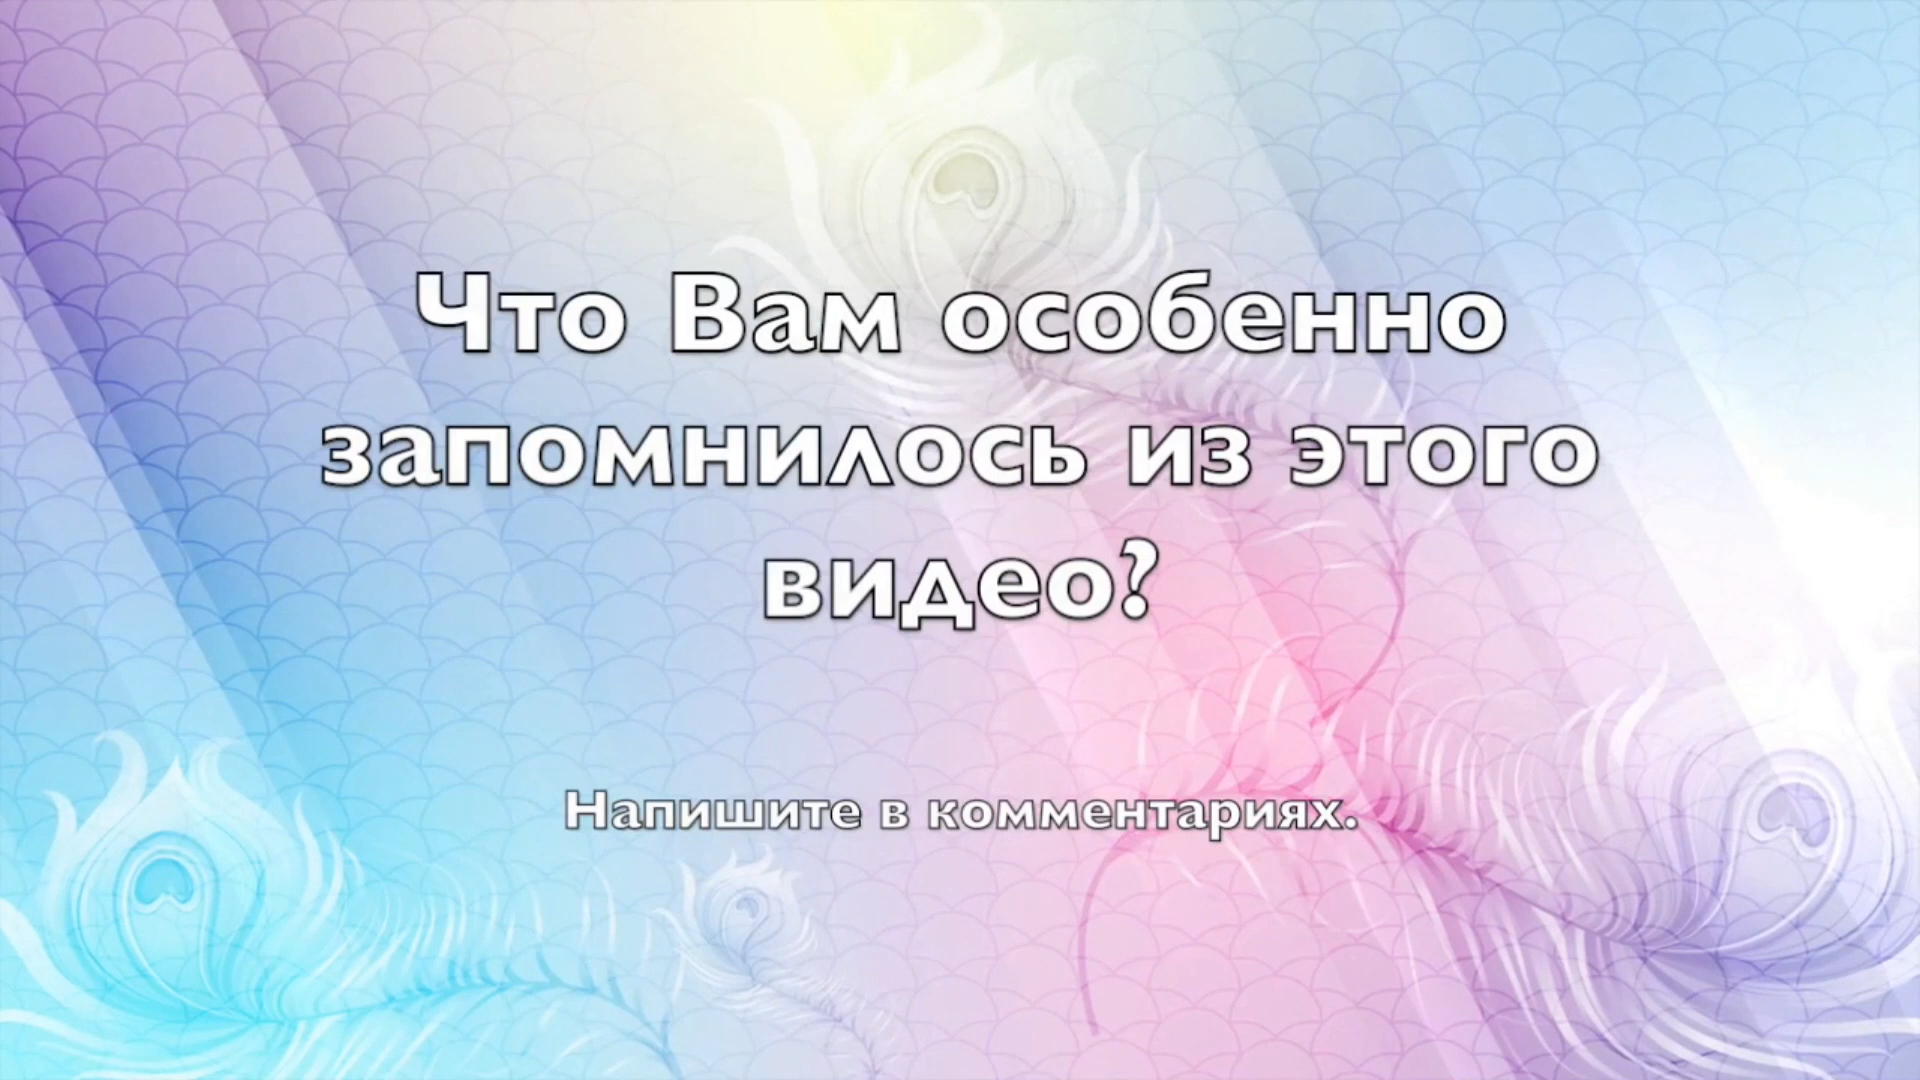 Что Вам особенно
запомнилось из этого
видео?
Напишите в комментариях.